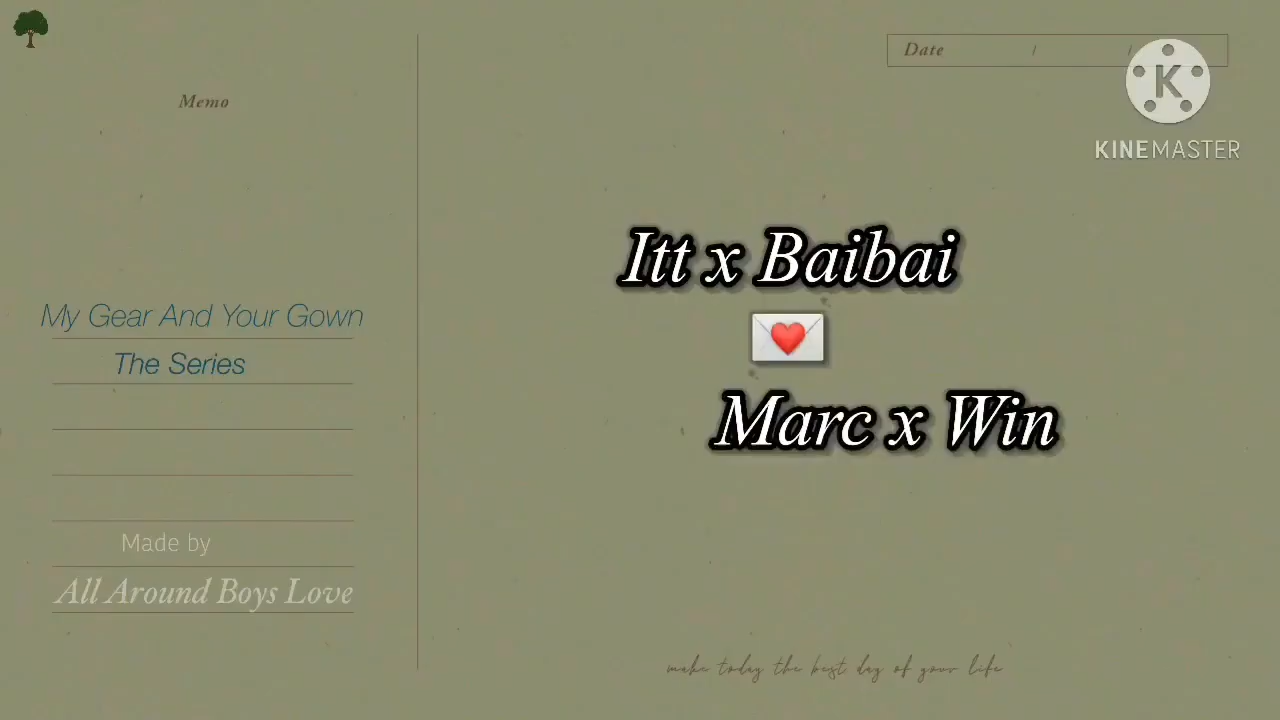 Memo
My Gear And Your Gown
The Series
Made by
All Around Boys Love
Date / /
K
KINEMASTER
Itt x Baibai
Marc x Win
make today the best day of your life